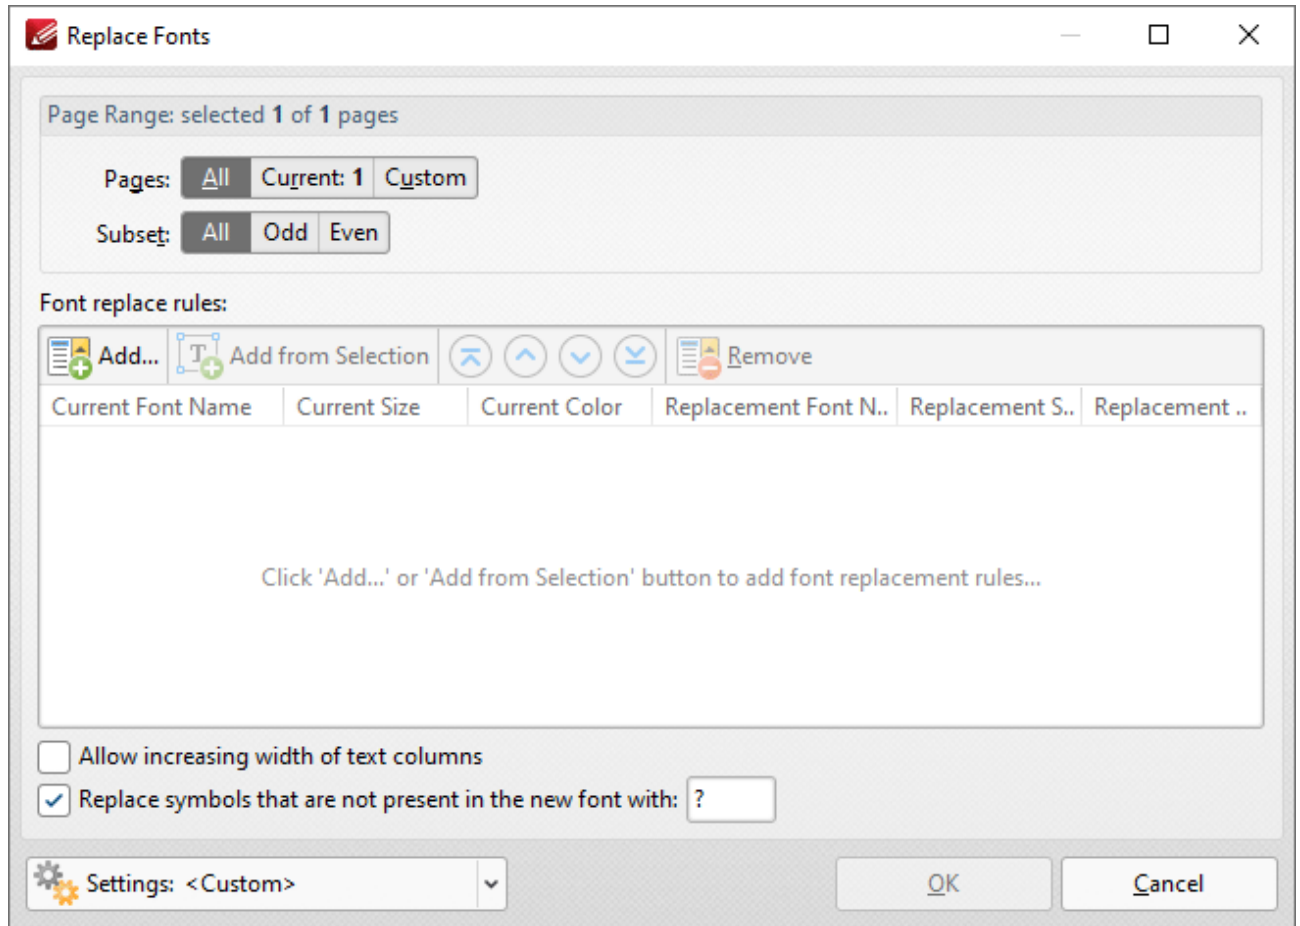 Replace Fonts
Page Range: selected 1 of 1 pages
Pages: All Current: 1 Custom
Subset: All Odd Even
Font replace rules:
Add... Add from Selection Remove
Current Font Name Current Size Current Color Replacement Font N.. Replacement S.. Replacement ..
Click 'Add...' or 'Add from Selection' button to add font replacement rules...
Allow increasing width of text columns
Replace symbols that are not present in the new font with: ?
Settings: <Custom> OK Cancel